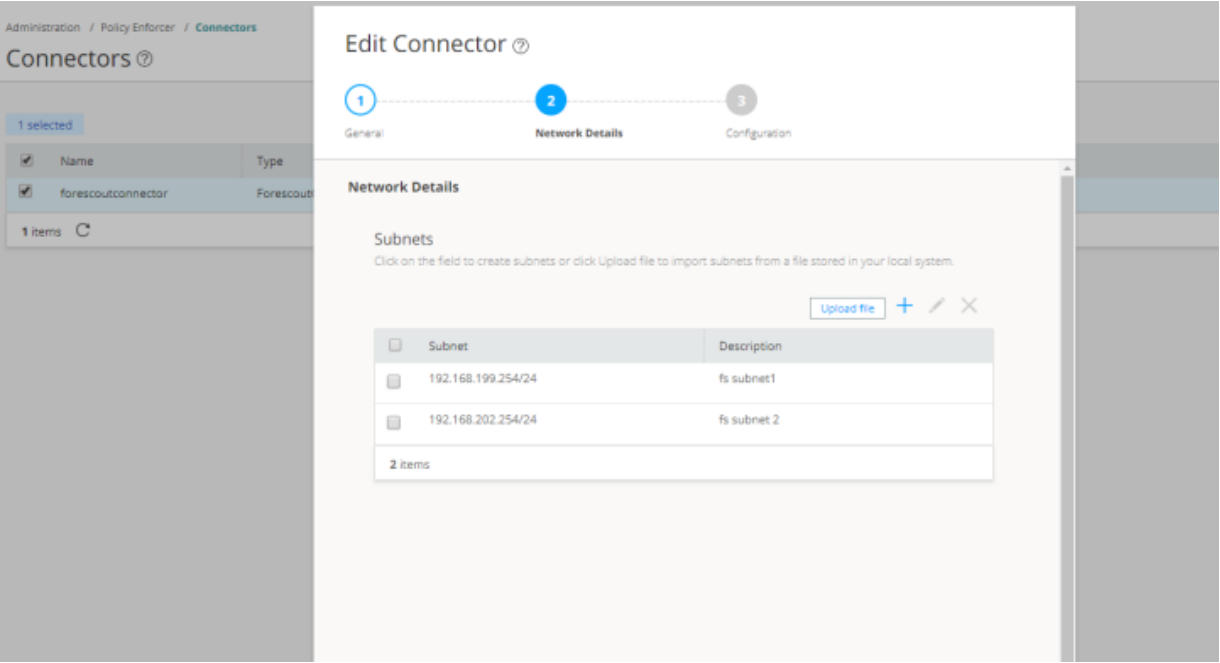 Administration / Policy Enforcer / Connectors
Connectors
1 selected
Name Type
forescoutconnector
1 items
Edit Connector
1 2 3
General Network Details Configuration
Network Details
Subnets
Click on the field to create subnets or click Upload file to import subnets from a file stored in your local system.
Upload file
Subnet Description
192.168.199.254/24 fs subnet1
192.168.202.254/24 fs subnet 2
2 items